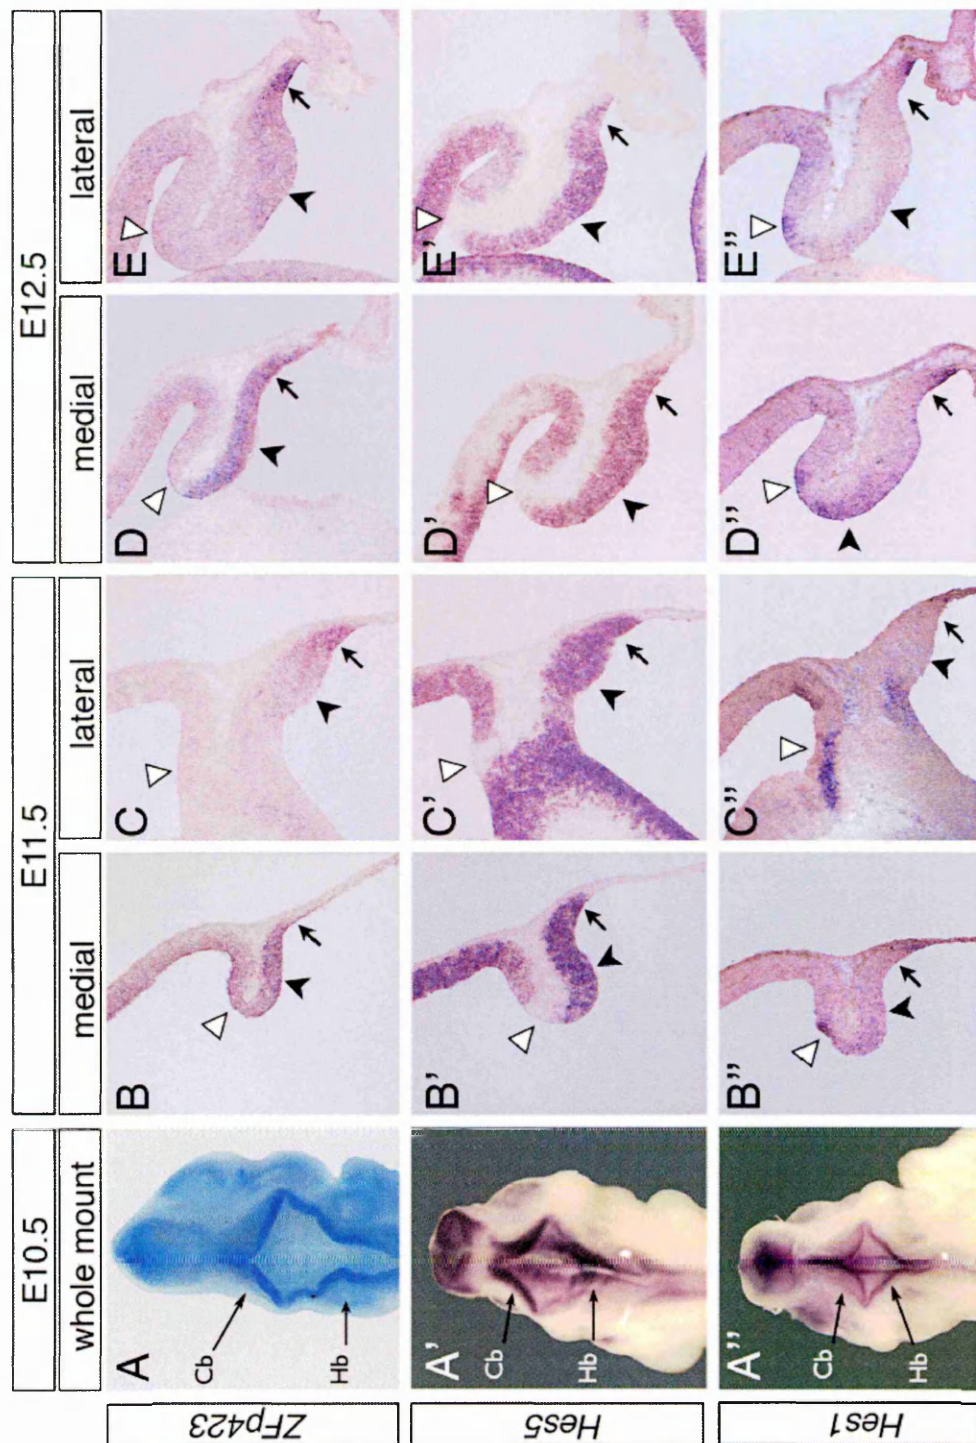 E10.5
E11.5
E12.5
whole mount
medial
lateral
medial
lateral
ZFp423
A
Cb
Hb
B
C
D
E
Hes5
A'
Cb
Hb
B'
C'
D'
E'
Hes1
A''
Cb
Hb
B''
C''
D''
E''